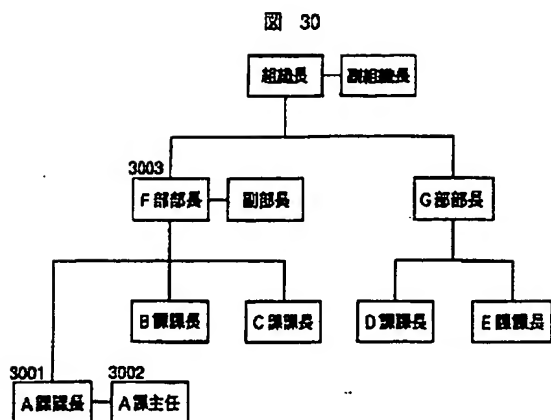 図 30
組織長
副組織長
3003
F部部長
副部長
G部部長
B課課長
C課課長
D課課長
E課課長
3001
3002
A課課長
A課主任